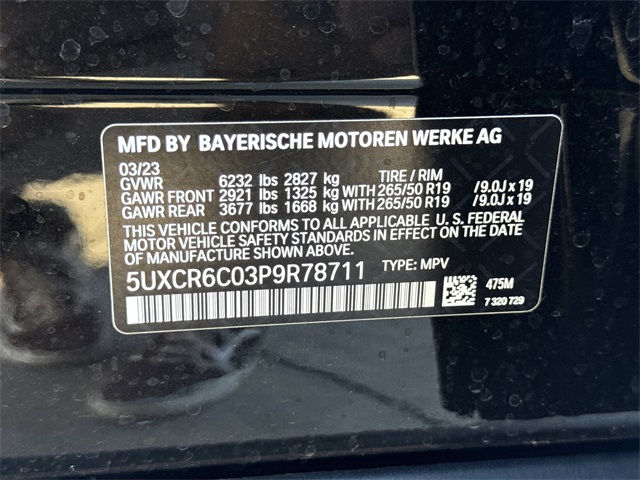 MFD BY BAYERISCHE MOTOREN WERKE AG
03/23
GVWR 6232 lbs 2827 kg TIRE / RIM
GAWR FRONT 2921 lbs 1325 kg WITH 265/50 R19 /9.0J x 19
GAWR REAR 3677 lbs 1668 kg WITH 265/50 R19 /9.0J x 19
THIS VEHICLE CONFORMS TO ALL APPLICABLE U. S. FEDERAL
MOTOR VEHICLE SAFETY STANDARDS IN EFFECT ON THE DATE
OF MANUFACTURE SHOWN ABOVE.
5UXCR6C03P9R78711 TYPE: MPV
475M
7 320 729